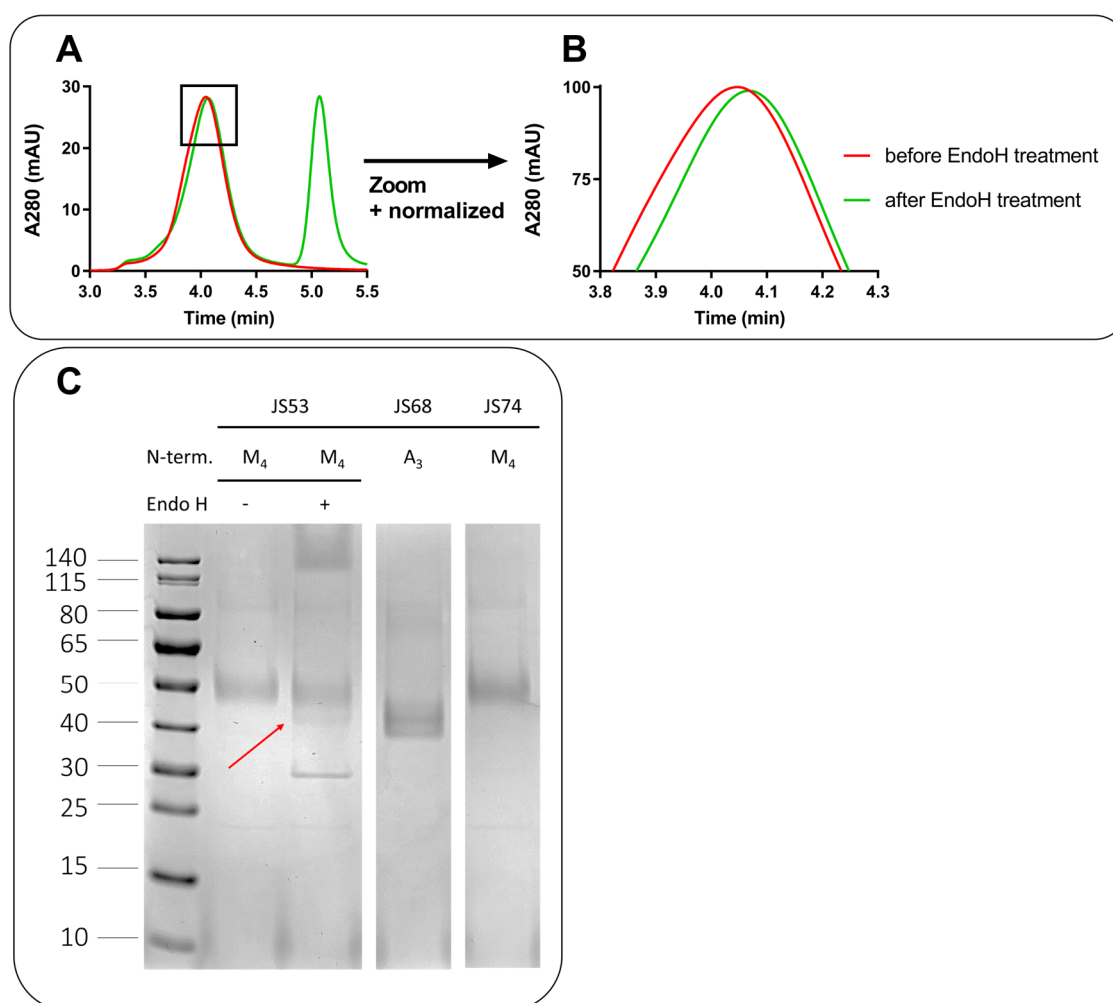 A
B
A280 (mAU)
30
20
10
0
3.0 3.5 4.0 4.5 5.0 5.5
Time (min)
Zoom
+ normalized
A280 (mAU)
100
75
50
3.8 3.9 4.0 4.1 4.2 4.3
Time (min)
before EndoH treatment
after EndoH treatment
C
JS53 JS68 JS74
N-term. M₄ M₄ A₃ M₄
Endo H - +
140
115
80
65
50
40
30
25
15
10